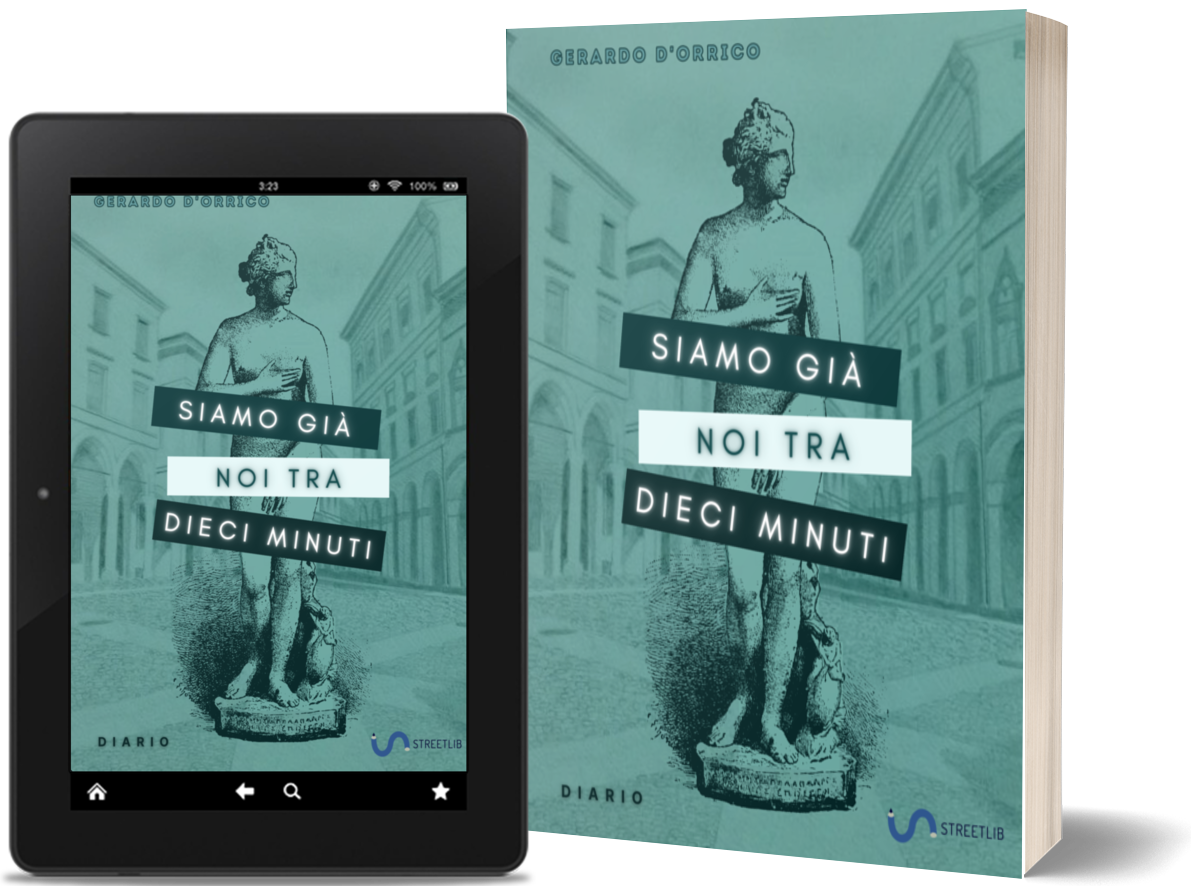 3:23
100%
GERARDO D'ORRICO
SIAMO GIÀ
NOI TRA
DIECI MINUTI
DIARIO
STREETLIB
GERARDO D'ORRICO
SIAMO GIÀ
NOI TRA
DIECI MINUTI
DIARIO
STREETLIB